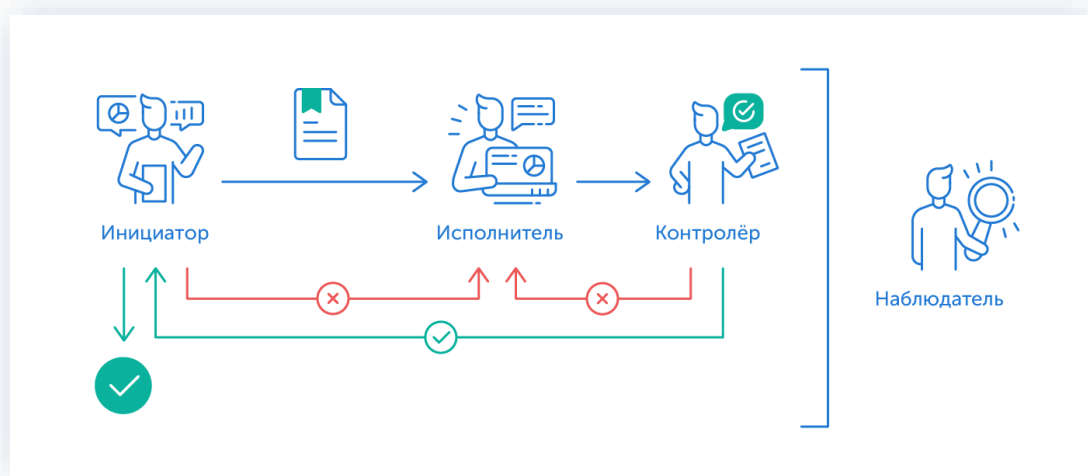 Инициатор
Исполнитель
Контролёр
Наблюдатель